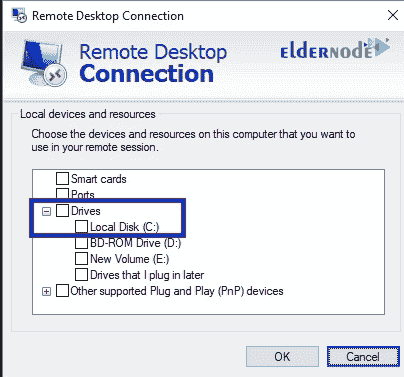 Remote Desktop Connection
Remote Desktop
Connection
ELDERNODE
Local devices and resources
Choose the devices and resources on this computer that you want to
use in your remote session.
Smart cards
Ports
Drives
Local Disk (C:)
BD-ROM Drive (D:)
New Volume (E:)
Drives that I plug in later
Other supported Plug and Play (PnP) devices
OK
Cancel